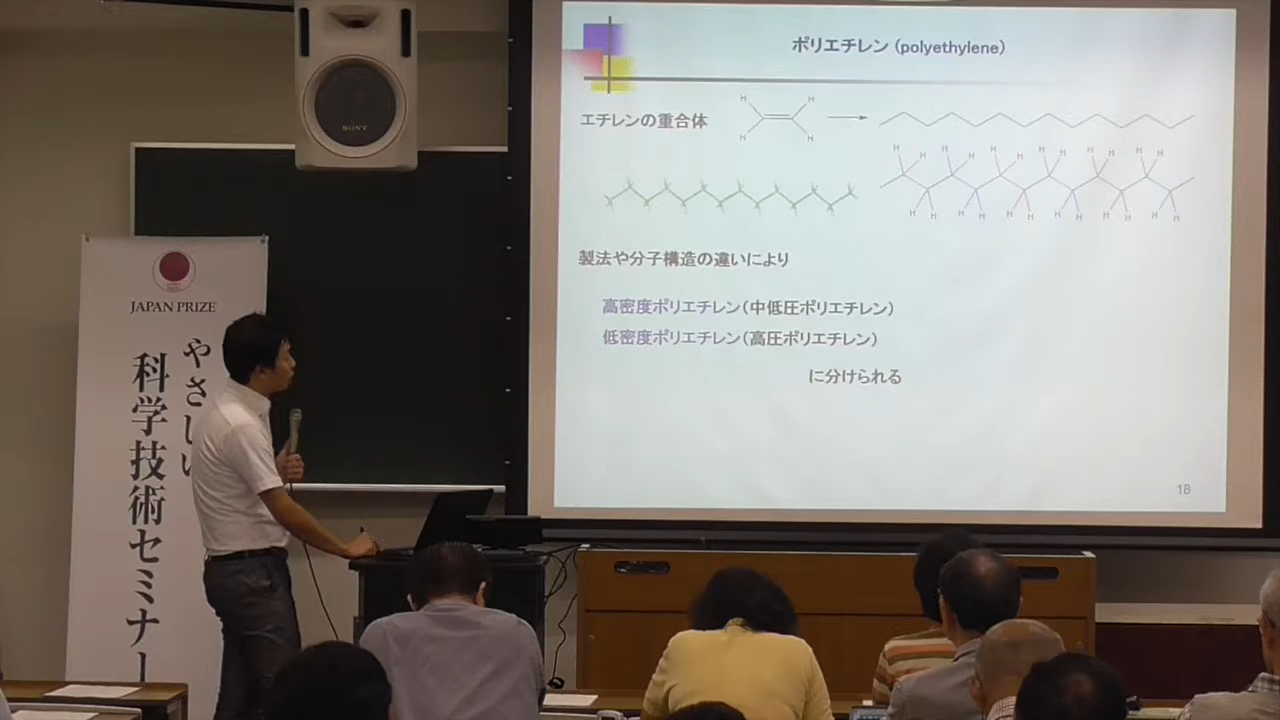 SONY
JAPAN PRIZE
やさしい
科学技術セミナー
ポリエチレン (polyethylene)
エチレンの重合体
H H
H H
H H H H H H H H H H H H
H H H H H H H H H H H H
製法や分子構造の違いにより
高密度ポリエチレン(中低圧ポリエチレン)
低密度ポリエチレン(高圧ポリエチレン)
に分けられる
18